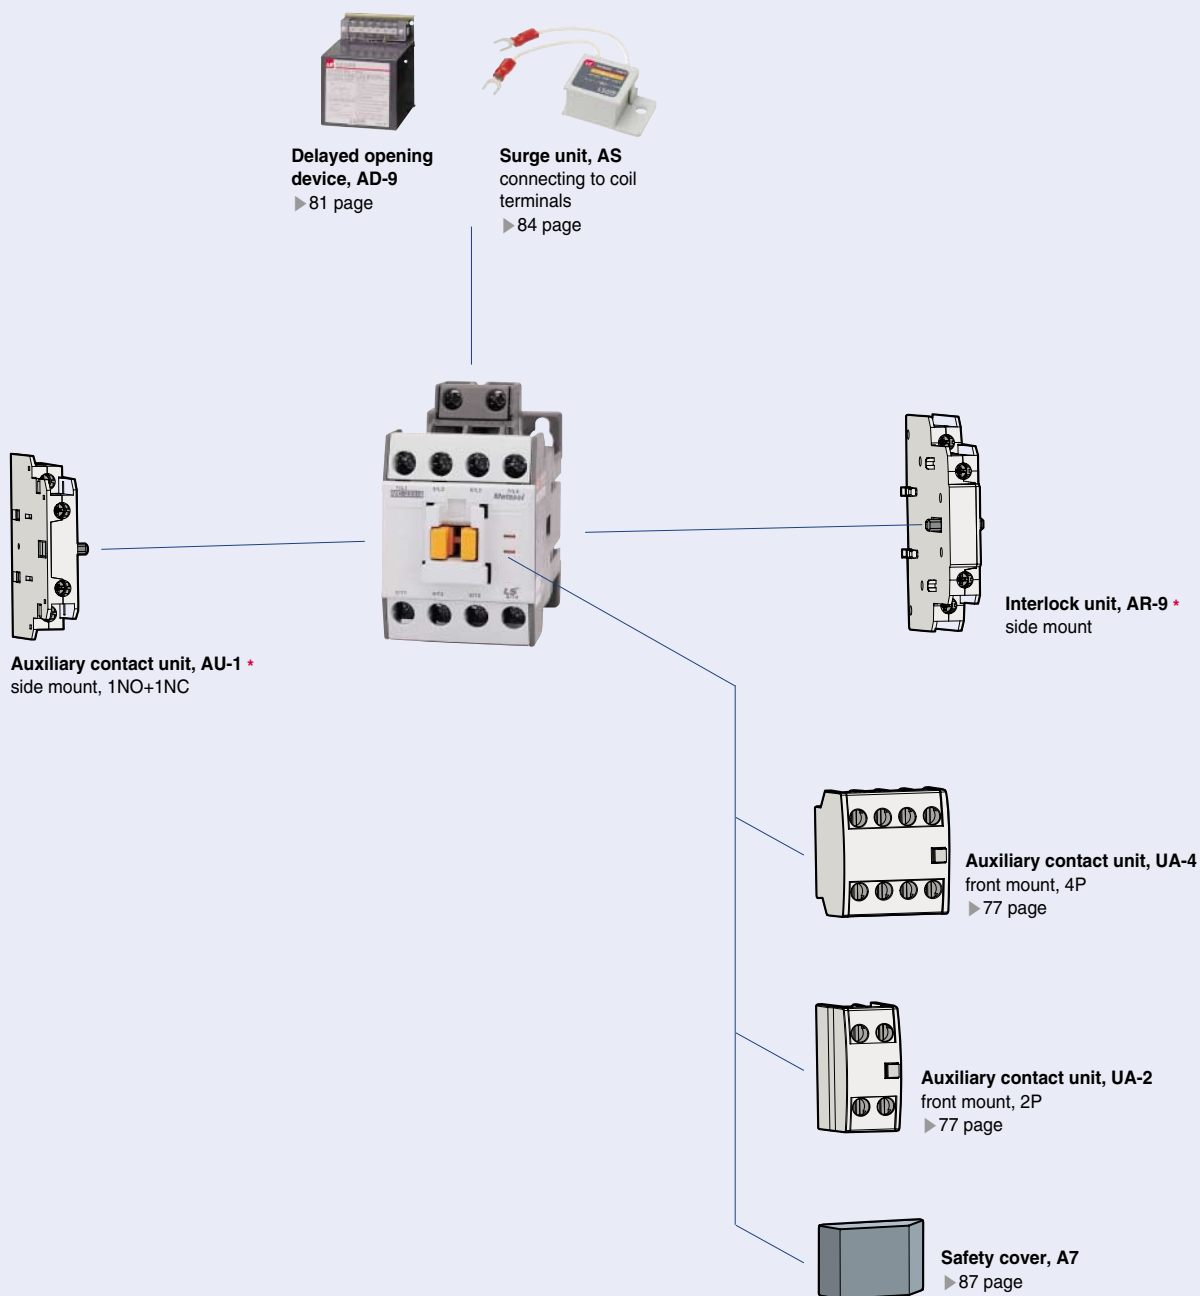 Delayed opening
device, AD-9
▶81 page
Surge unit, AS
connecting to coil
terminals
▶84 page
Metasol
LS
Auxiliary contact unit, AU-1 *
side mount, 1NO+1NC
Interlock unit, AR-9 *
side mount
Auxiliary contact unit, UA-4
front mount, 4P
▶77 page
Auxiliary contact unit, UA-2
front mount, 2P
▶77 page
Safety cover, A7
▶87 page